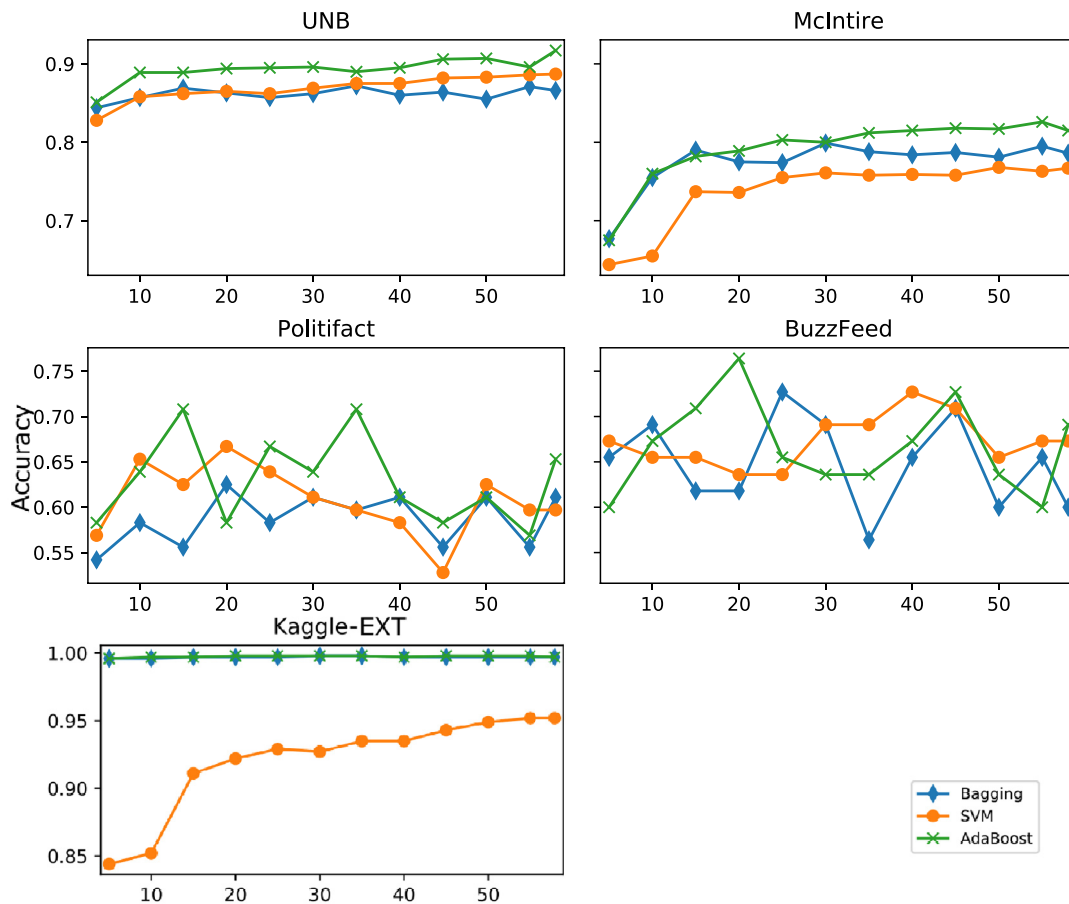 UNB
McIntire
0.9
0.8
0.7
10 20 30 40 50
10 20 30 40 50
Politifact
BuzzFeed
Accuracy
0.75
0.70
0.65
0.60
0.55
10 20 30 40 50
10 20 30 40 50
Kaggle-EXT
1.00
0.95
0.90
0.85
10 20 30 40 50
Bagging
SVM
AdaBoost